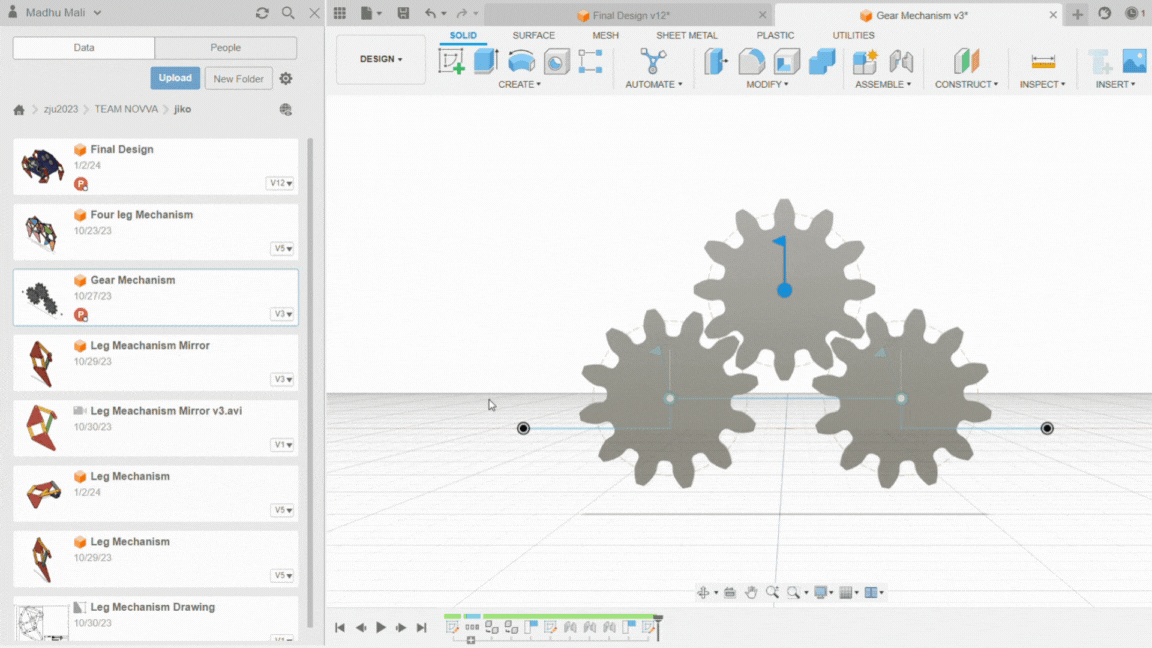 Madhu Mali
Final Design v12*
Gear Mechanism v3*
1
Data
People
Upload
New Folder
zju2023
TEAM NOVVA
jiko
DESIGN
SOLID
SURFACE
MESH
SHEET METAL
PLASTIC
UTILITIES
CREATE
AUTOMATE
MODIFY
ASSEMBLE
CONSTRUCT
INSPECT
INSERT
Final Design
1/2/24
P
V12
Four leg Mechanism
10/23/23
V5
Gear Mechanism
10/27/23
P
V3
Leg Meachanism Mirror
10/29/23
V3
Leg Meachanism Mirror v3.avi
10/30/23
V1
Leg Mechanism
1/2/24
V5
Leg Mechanism
10/29/23
V5
Leg Mechanism Drawing
10/30/23
V1